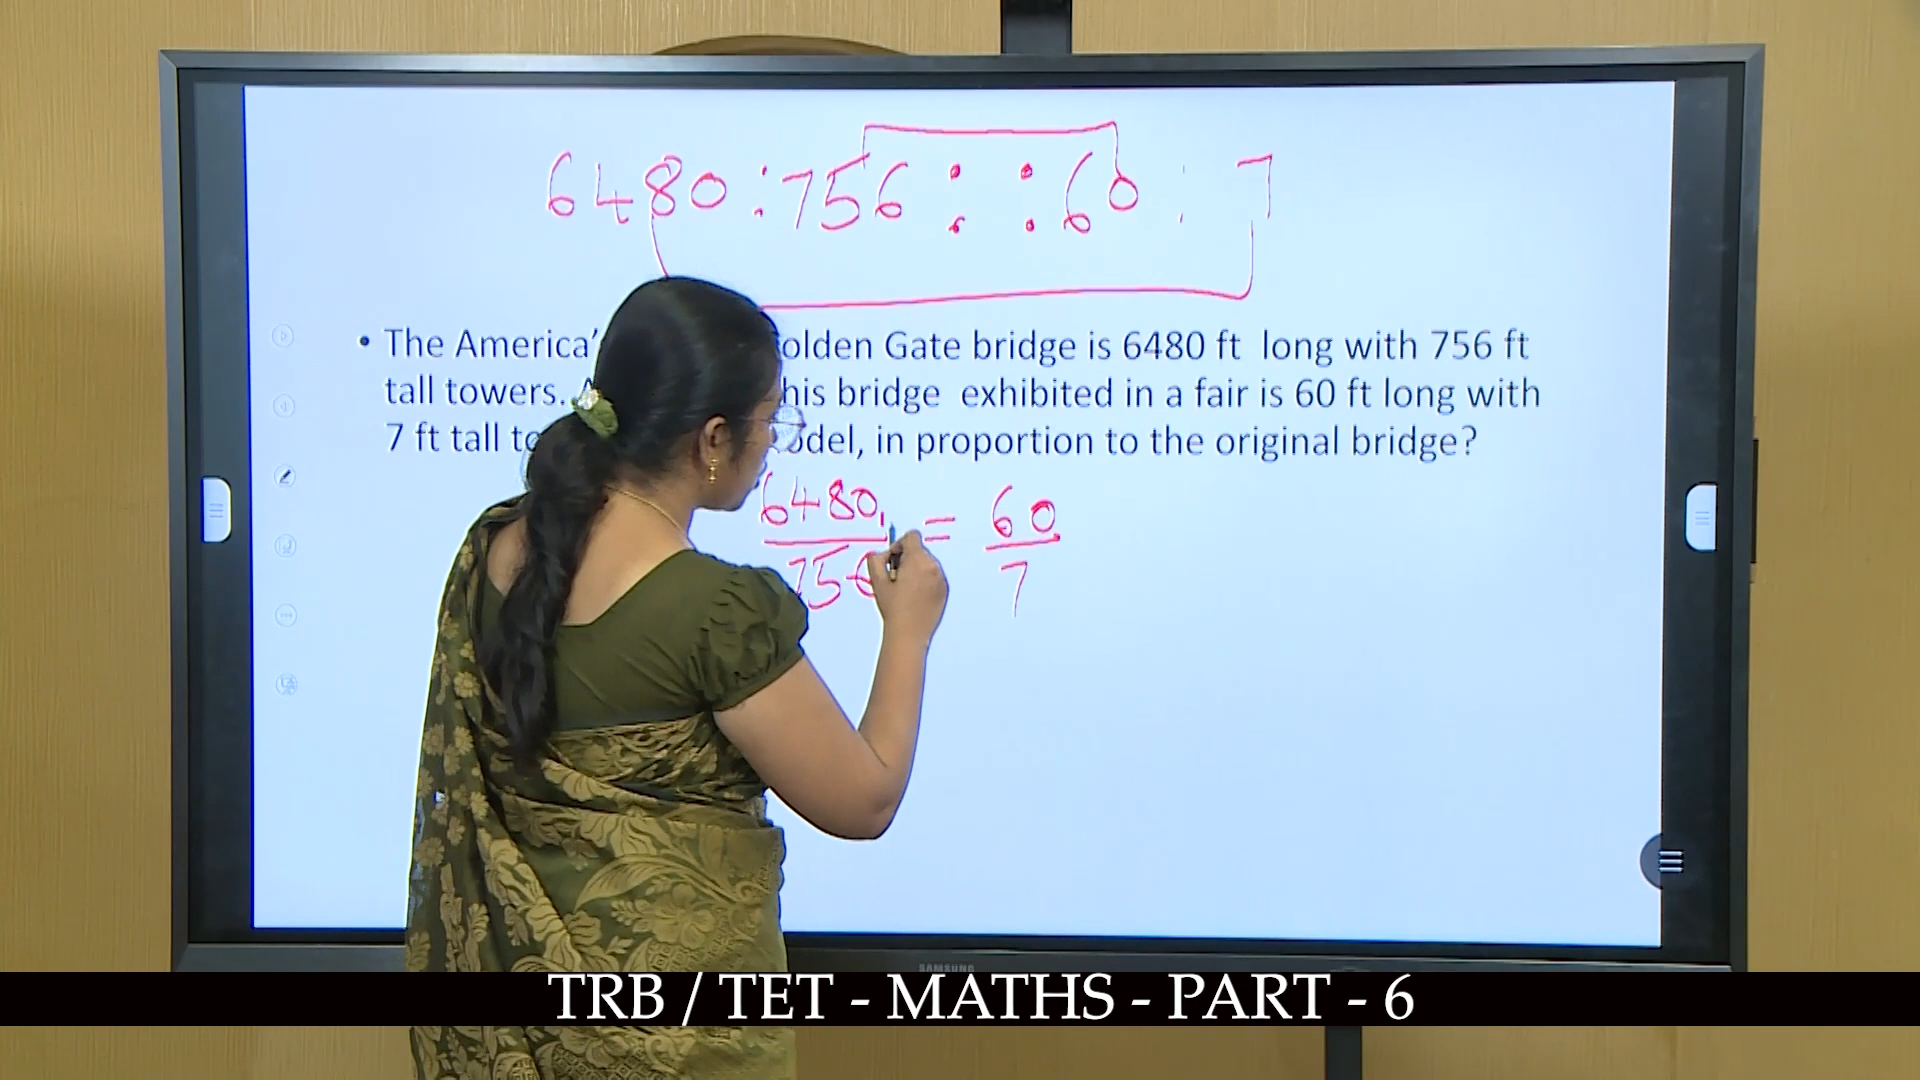 6480 : 756 : : 60 : 7
• The America' olden Gate bridge is 6480 ft long with 756 ft
tall towers. his bridge exhibited in a fair is 60 ft long with
7 ft tall odel, in proportion to the original bridge?
6480 = 60
756 7
SAMSUNG
TRB / TET - MATHS - PART - 6